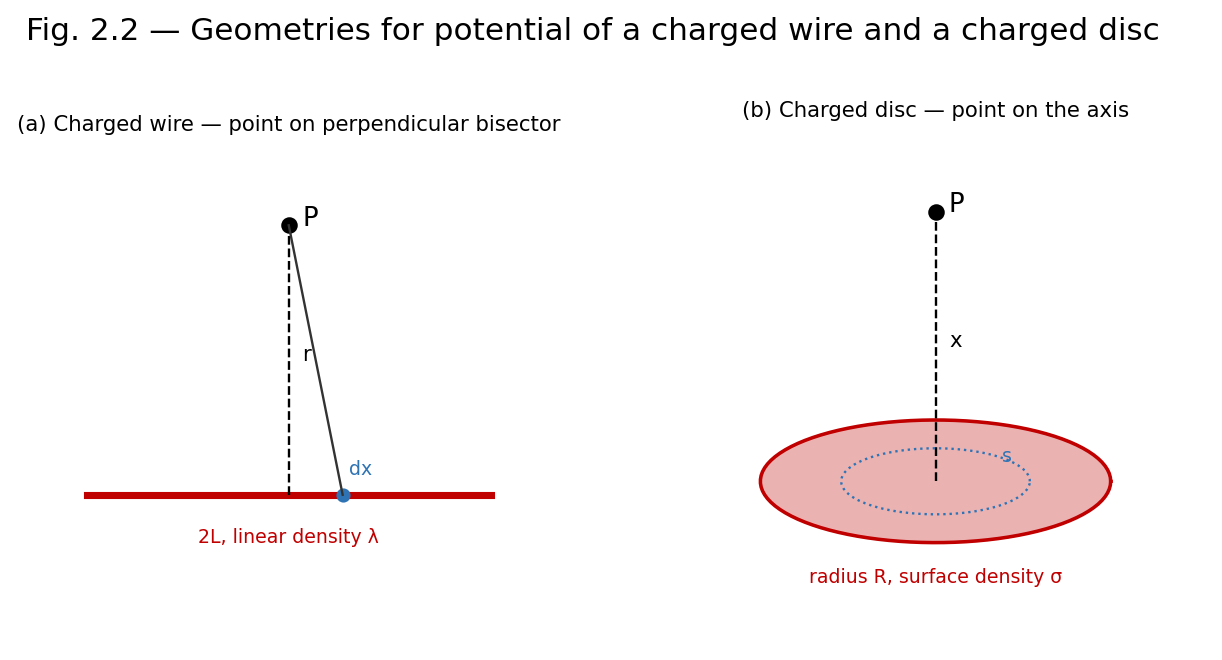 Fig. 2.2 — Geometries for potential of a charged wire and a charged disc
(a) Charged wire — point on perpendicular bisector
P
r
dx
2L, linear density λ
(b) Charged disc — point on the axis
P
x
s
radius R, surface density σ